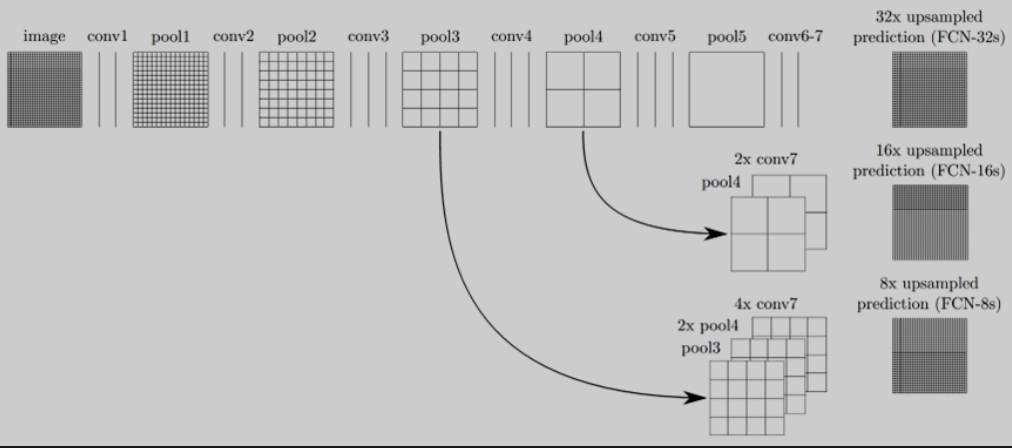 image conv1 pool1 conv2 pool2 conv3 pool3 conv4 pool4 conv5 pool5 conv6-7
32x upsampled
prediction (FCN-32s)
16x upsampled
prediction (FCN-16s)
2x conv7
pool4
8x upsampled
prediction (FCN-8s)
4x conv7
2x pool4
pool3